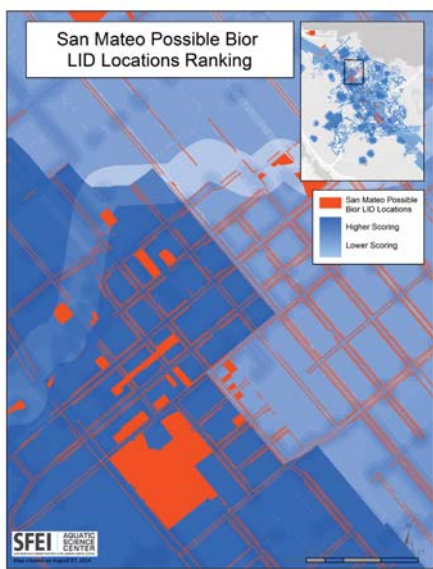 San Mateo Possible Bior
LID Locations Ranking
San Mateo Possible
Bior LID Locations
Higher Scoring
Lower Scoring
SFEI
AQUATIC
SCIENCE
CENTER